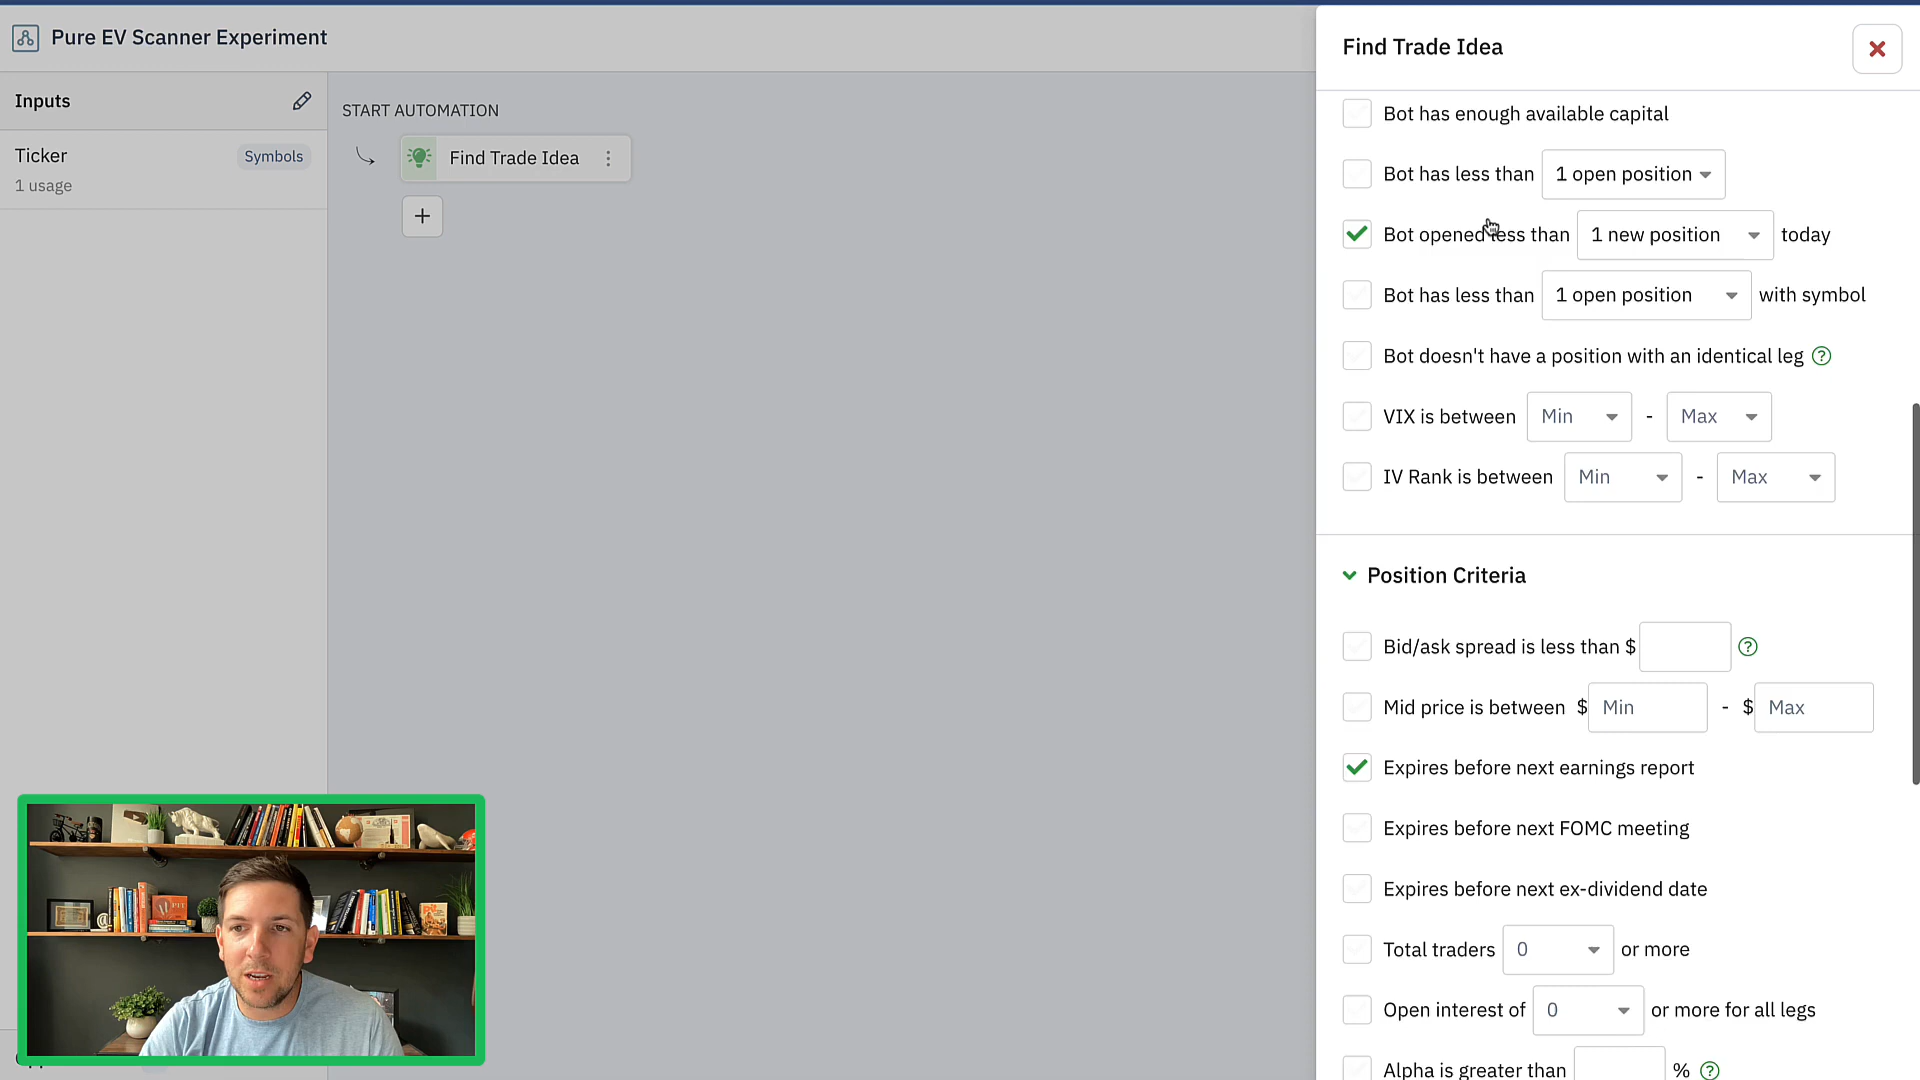 Pure EV Scanner Experiment
Inputs
Ticker
Symbols
1 usage
START AUTOMATION
Find Trade Idea
Find Trade Idea
Bot has enough available capital
Bot has less than 1 open position
Bot opened less than 1 new position today
Bot has less than 1 open position with symbol
Bot doesn't have a position with an identical leg ?
VIX is between Min - Max
IV Rank is between Min - Max
Position Criteria
Bid/ask spread is less than $ ?
Mid price is between $ Min - $ Max
Expires before next earnings report
Expires before next FOMC meeting
Expires before next ex-dividend date
Total traders 0 or more
Open interest of 0 or more for all legs
Alpha is greater than % ?